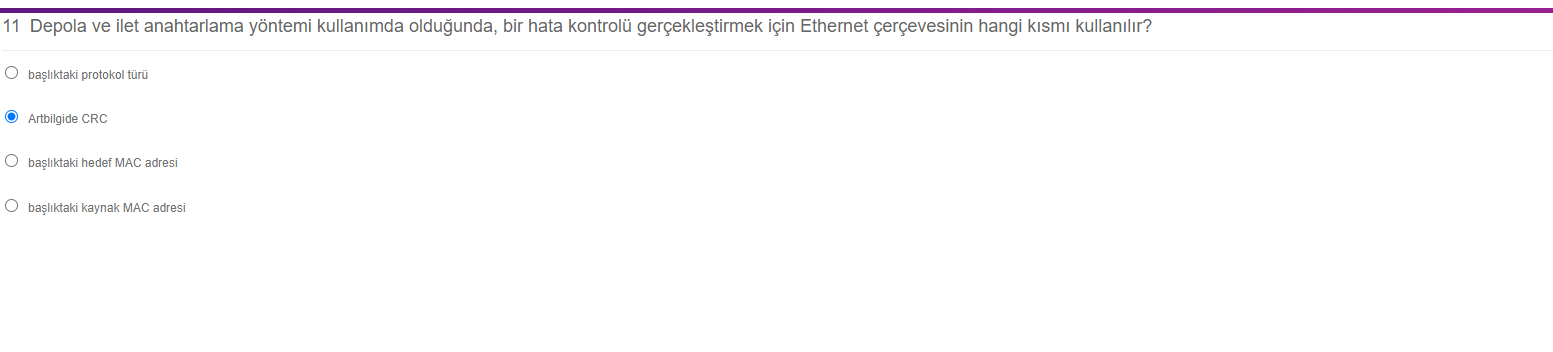 11 Depola ve ilet anahtarlama yöntemi kullanımda olduğunda, bir hata kontrolü gerçekleştirmek için Ethernet çerçevesinin hangi kısmı kullanılır?
başlıktaki protokol türü
Artbilgide CRC
başlıktaki hedef MAC adresi
başlıktaki kaynak MAC adresi